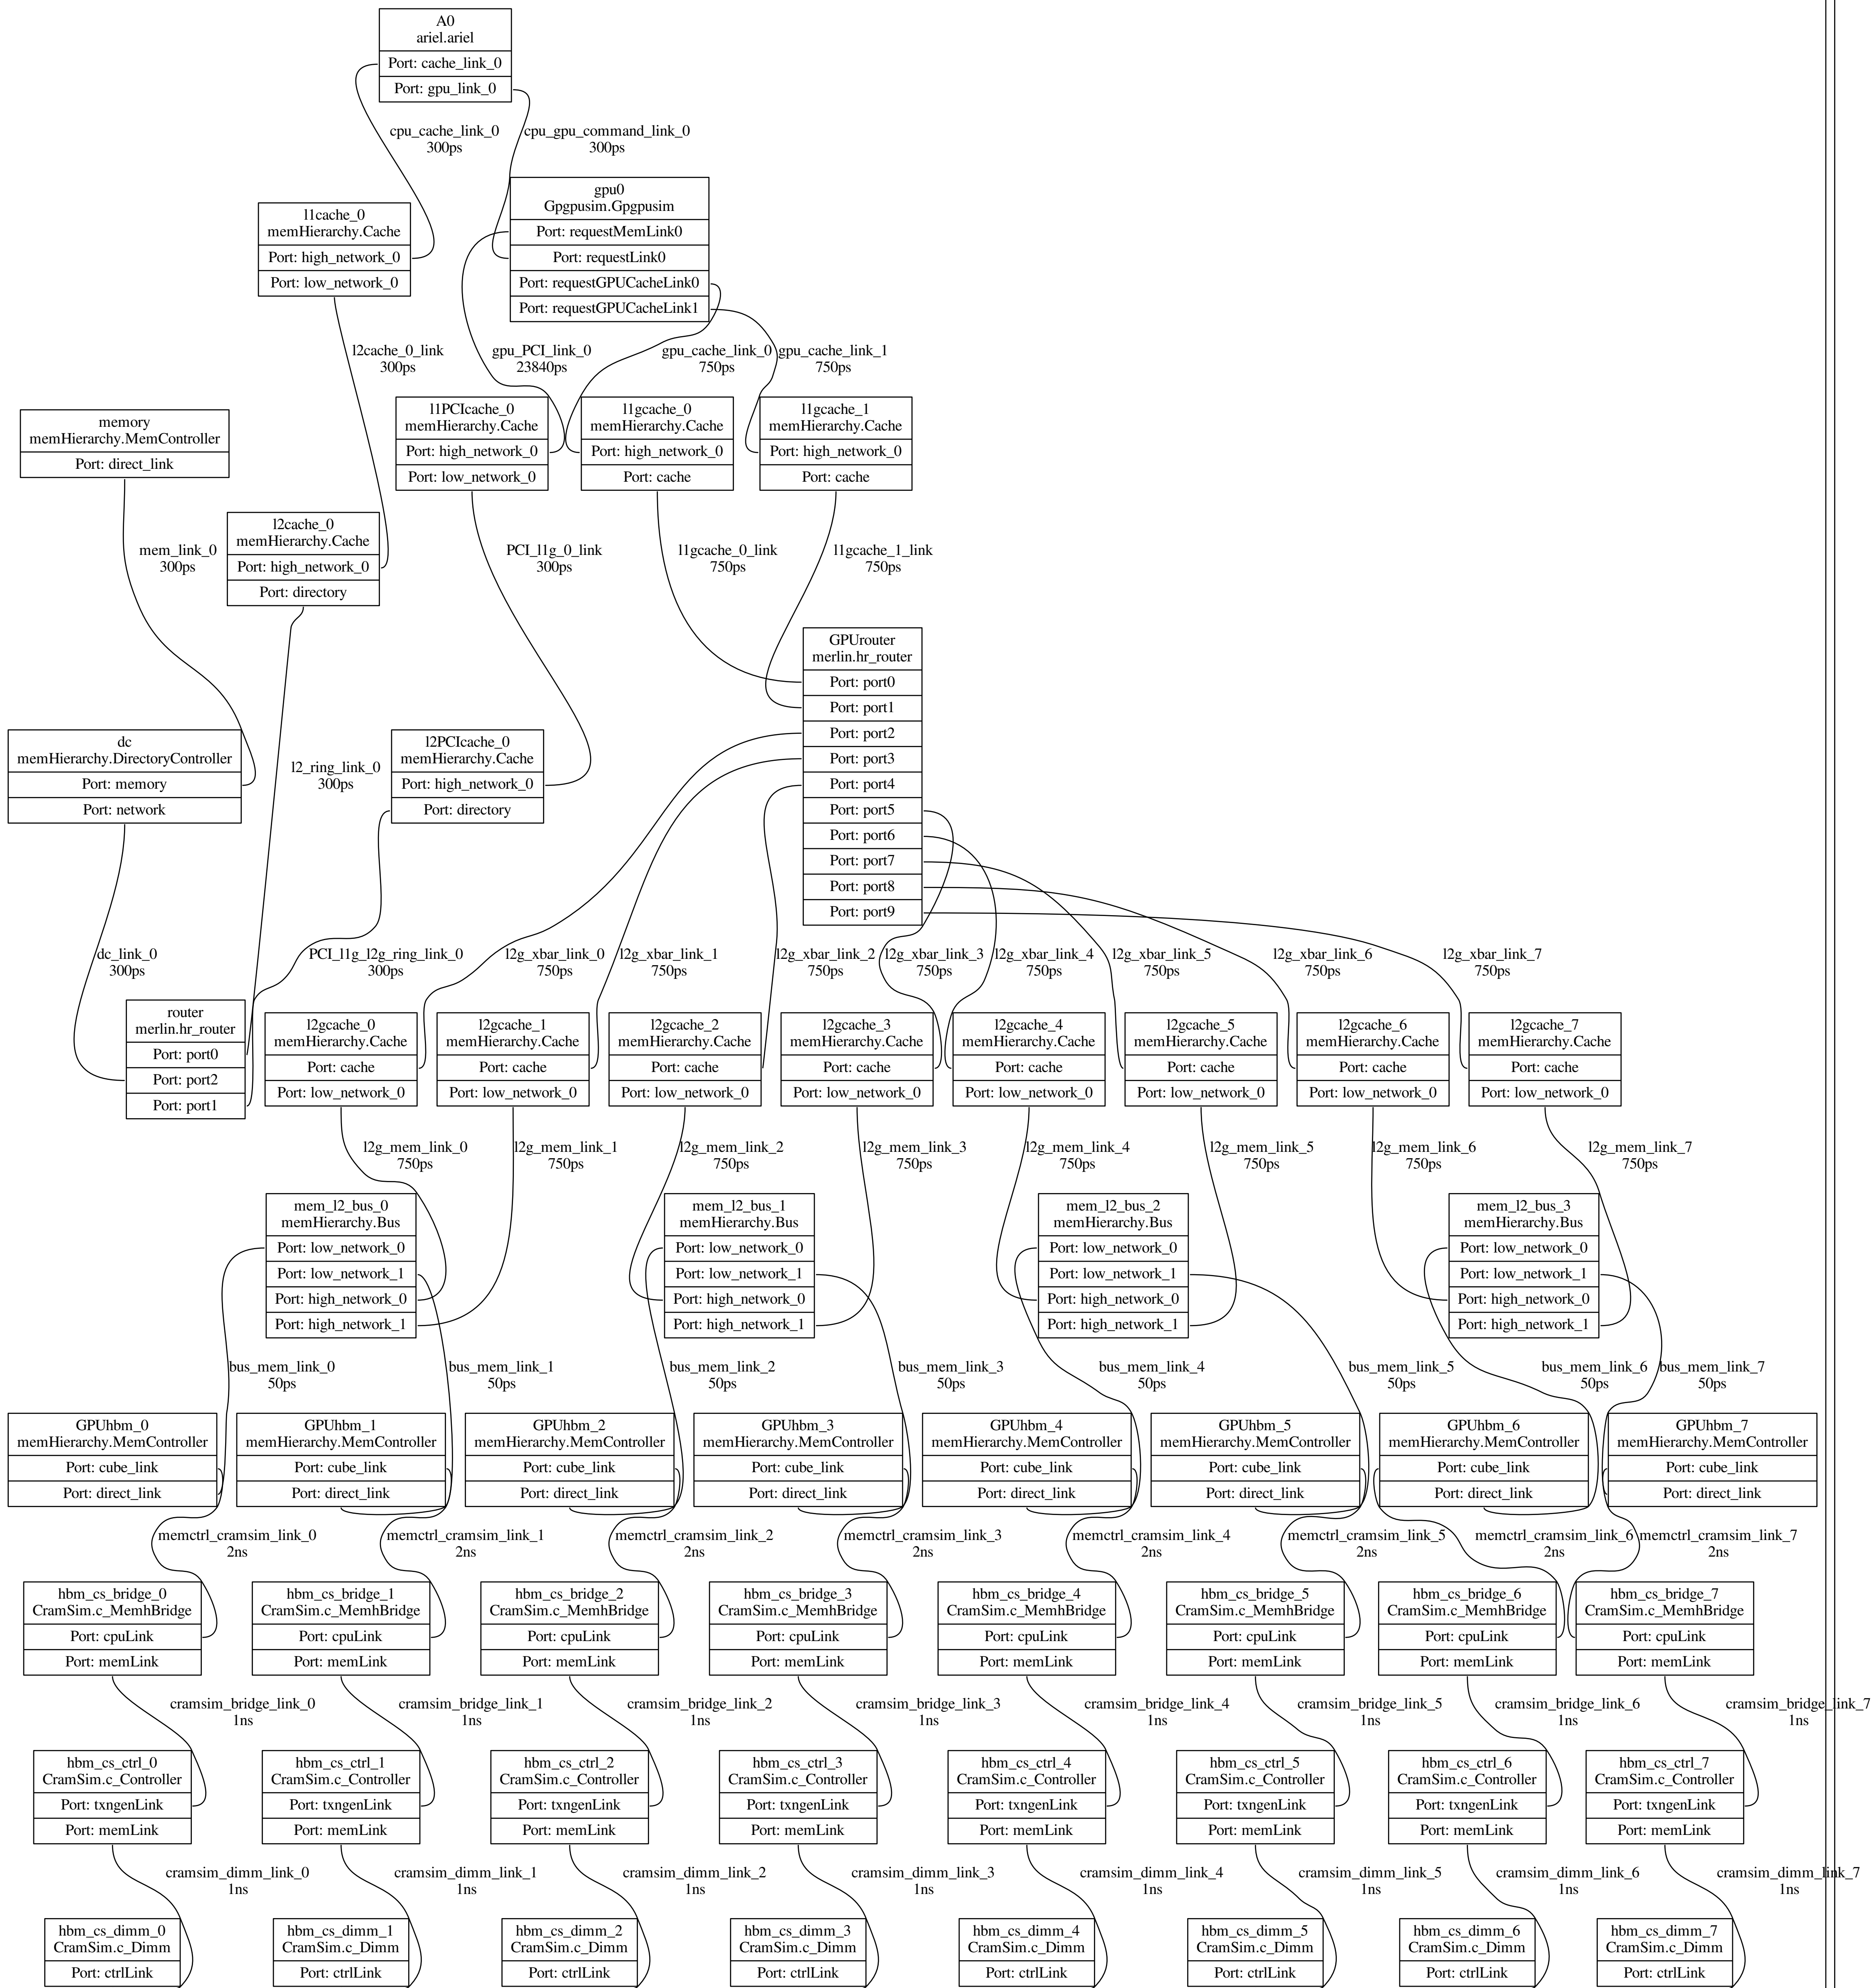 A0
ariel.ariel
Port: cache_link_0
Port: gpu_link_0
cpu_cache_link_0
300ps
cpu_gpu_command_link_0
300ps
l1cache_0
memHierarchy.Cache
Port: high_network_0
Port: low_network_0
gpu0
Gpgpusim.Gpgpusim
Port: requestMemLink0
Port: requestLink0
Port: requestGPUCacheLink0
Port: requestGPUCacheLink1
l2cache_0_link
300ps
gpu_PCI_link_0
23840ps
gpu_cache_link_0
750ps
gpu_cache_link_1
750ps
memory
memHierarchy.MemController
Port: direct_link
l1PCIcache_0
memHierarchy.Cache
Port: high_network_0
Port: low_network_0
l1gcache_0
memHierarchy.Cache
Port: high_network_0
Port: cache
l1gcache_1
memHierarchy.Cache
Port: high_network_0
Port: cache
mem_link_0
300ps
l2cache_0
memHierarchy.Cache
Port: high_network_0
Port: directory
PCI_l1g_0_link
300ps
l1gcache_0_link
750ps
l1gcache_1_link
750ps
GPUrouter
merlin.hr_router
Port: port0
Port: port1
Port: port2
Port: port3
Port: port4
Port: port5
Port: port6
Port: port7
Port: port8
Port: port9
dc
memHierarchy.DirectoryController
Port: memory
Port: network
l2_ring_link_0
300ps
l2PCIcache_0
memHierarchy.Cache
Port: high_network_0
Port: directory
dc_link_0
300ps
PCI_l1g_l2g_ring_link_0
300ps
l2g_xbar_link_0
750ps
l2g_xbar_link_1
750ps
l2g_xbar_link_2
750ps
l2g_xbar_link_3
750ps
l2g_xbar_link_4
750ps
l2g_xbar_link_5
750ps
l2g_xbar_link_6
750ps
l2g_xbar_link_7
750ps
router
merlin.hr_router
Port: port0
Port: port2
Port: port1
l2gcache_0
memHierarchy.Cache
Port: cache
Port: low_network_0
l2gcache_1
memHierarchy.Cache
Port: cache
Port: low_network_0
l2gcache_2
memHierarchy.Cache
Port: cache
Port: low_network_0
l2gcache_3
memHierarchy.Cache
Port: cache
Port: low_network_0
l2gcache_4
memHierarchy.Cache
Port: cache
Port: low_network_0
l2gcache_5
memHierarchy.Cache
Port: cache
Port: low_network_0
l2gcache_6
memHierarchy.Cache
Port: cache
Port: low_network_0
l2gcache_7
memHierarchy.Cache
Port: cache
Port: low_network_0
l2g_mem_link_0
750ps
l2g_mem_link_1
750ps
l2g_mem_link_2
750ps
l2g_mem_link_3
750ps
l2g_mem_link_4
750ps
l2g_mem_link_5
750ps
l2g_mem_link_6
750ps
l2g_mem_link_7
750ps
mem_l2_bus_0
memHierarchy.Bus
Port: low_network_0
Port: low_network_1
Port: high_network_0
Port: high_network_1
mem_l2_bus_1
memHierarchy.Bus
Port: low_network_0
Port: low_network_1
Port: high_network_0
Port: high_network_1
mem_l2_bus_2
memHierarchy.Bus
Port: low_network_0
Port: low_network_1
Port: high_network_0
Port: high_network_1
mem_l2_bus_3
memHierarchy.Bus
Port: low_network_0
Port: low_network_1
Port: high_network_0
Port: high_network_1
bus_mem_link_0
50ps
bus_mem_link_1
50ps
bus_mem_link_2
50ps
bus_mem_link_3
50ps
bus_mem_link_4
50ps
bus_mem_link_5
50ps
bus_mem_link_6
50ps
bus_mem_link_7
50ps
GPUhbm_0
memHierarchy.MemController
Port: cube_link
Port: direct_link
GPUhbm_1
memHierarchy.MemController
Port: cube_link
Port: direct_link
GPUhbm_2
memHierarchy.MemController
Port: cube_link
Port: direct_link
GPUhbm_3
memHierarchy.MemController
Port: cube_link
Port: direct_link
GPUhbm_4
memHierarchy.MemController
Port: cube_link
Port: direct_link
GPUhbm_5
memHierarchy.MemController
Port: cube_link
Port: direct_link
GPUhbm_6
memHierarchy.MemController
Port: cube_link
Port: direct_link
GPUhbm_7
memHierarchy.MemController
Port: cube_link
Port: direct_link
memctrl_cramsim_link_0
2ns
memctrl_cramsim_link_1
2ns
memctrl_cramsim_link_2
2ns
memctrl_cramsim_link_3
2ns
memctrl_cramsim_link_4
2ns
memctrl_cramsim_link_5
2ns
memctrl_cramsim_link_6
2ns
memctrl_cramsim_link_7
2ns
hbm_cs_bridge_0
CramSim.c_MemhBridge
Port: cpuLink
Port: memLink
hbm_cs_bridge_1
CramSim.c_MemhBridge
Port: cpuLink
Port: memLink
hbm_cs_bridge_2
CramSim.c_MemhBridge
Port: cpuLink
Port: memLink
hbm_cs_bridge_3
CramSim.c_MemhBridge
Port: cpuLink
Port: memLink
hbm_cs_bridge_4
CramSim.c_MemhBridge
Port: cpuLink
Port: memLink
hbm_cs_bridge_5
CramSim.c_MemhBridge
Port: cpuLink
Port: memLink
hbm_cs_bridge_6
CramSim.c_MemhBridge
Port: cpuLink
Port: memLink
hbm_cs_bridge_7
CramSim.c_MemhBridge
Port: cpuLink
Port: memLink
cramsim_bridge_link_0
1ns
cramsim_bridge_link_1
1ns
cramsim_bridge_link_2
1ns
cramsim_bridge_link_3
1ns
cramsim_bridge_link_4
1ns
cramsim_bridge_link_5
1ns
cramsim_bridge_link_6
1ns
cramsim_bridge_link_7
1ns
hbm_cs_ctrl_0
CramSim.c_Controller
Port: txngenLink
Port: memLink
hbm_cs_ctrl_1
CramSim.c_Controller
Port: txngenLink
Port: memLink
hbm_cs_ctrl_2
CramSim.c_Controller
Port: txngenLink
Port: memLink
hbm_cs_ctrl_3
CramSim.c_Controller
Port: txngenLink
Port: memLink
hbm_cs_ctrl_4
CramSim.c_Controller
Port: txngenLink
Port: memLink
hbm_cs_ctrl_5
CramSim.c_Controller
Port: txngenLink
Port: memLink
hbm_cs_ctrl_6
CramSim.c_Controller
Port: txngenLink
Port: memLink
hbm_cs_ctrl_7
CramSim.c_Controller
Port: txngenLink
Port: memLink
cramsim_dimm_link_0
1ns
cramsim_dimm_link_1
1ns
cramsim_dimm_link_2
1ns
cramsim_dimm_link_3
1ns
cramsim_dimm_link_4
1ns
cramsim_dimm_link_5
1ns
cramsim_dimm_link_6
1ns
cramsim_dimm_link_7
1ns
hbm_cs_dimm_0
CramSim.c_Dimm
Port: ctrlLink
hbm_cs_dimm_1
CramSim.c_Dimm
Port: ctrlLink
hbm_cs_dimm_2
CramSim.c_Dimm
Port: ctrlLink
hbm_cs_dimm_3
CramSim.c_Dimm
Port: ctrlLink
hbm_cs_dimm_4
CramSim.c_Dimm
Port: ctrlLink
hbm_cs_dimm_5
CramSim.c_Dimm
Port: ctrlLink
hbm_cs_dimm_6
CramSim.c_Dimm
Port: ctrlLink
hbm_cs_dimm_7
CramSim.c_Dimm
Port: ctrlLink